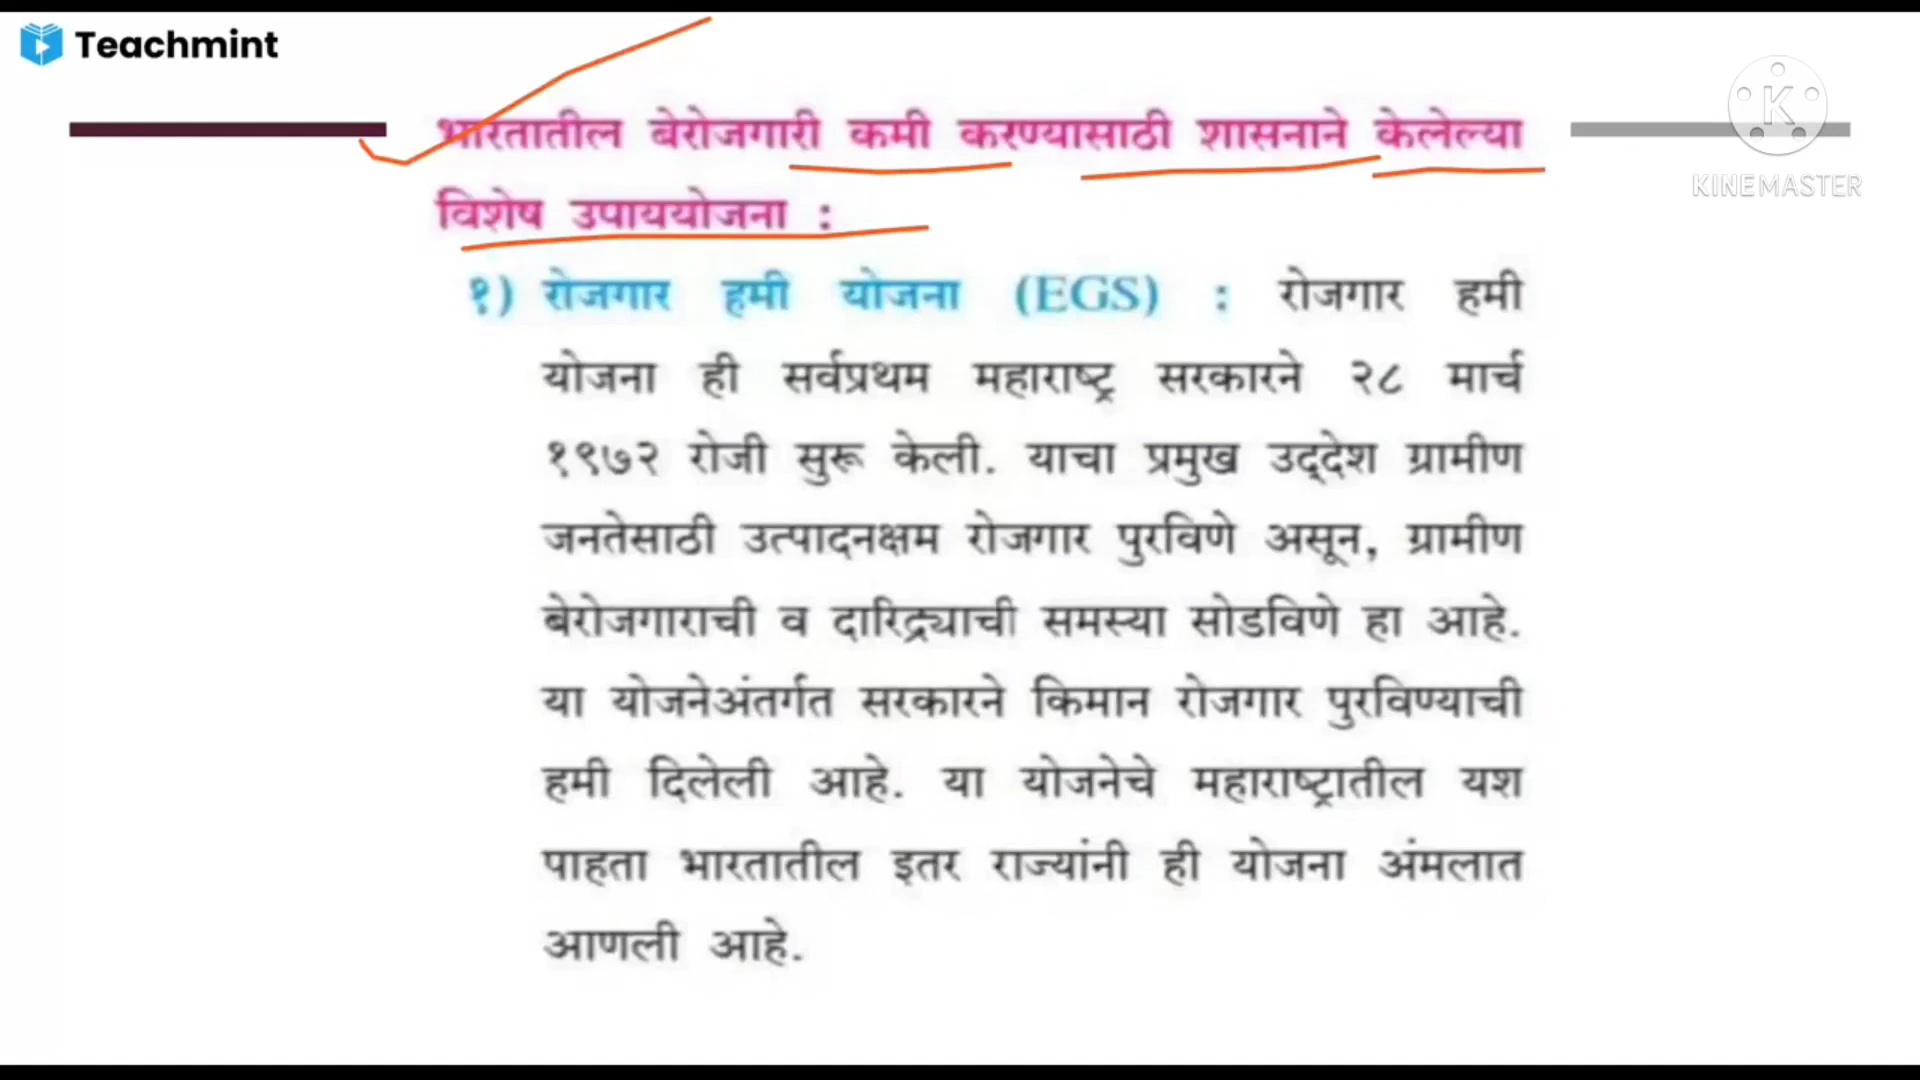 Teachmint
भारतातील बेरोजगारी कमी करण्यासाठी शासनाने केलेल्या
विशेष उपाययोजना :
१) रोजगार हमी योजना (EGS) : रोजगार हमी
योजना ही सर्वप्रथम महाराष्ट्र सरकारने २८ मार्च
१९७२ रोजी सुरू केली. याचा प्रमुख उद्‌देश ग्रामीण
जनतेसाठी उत्पादनक्षम रोजगार पुरविणे असून, ग्रामीण
बेरोजगाराची व दारिद्र्याची समस्या सोडविणे हा आहे.
या योजनेअंतर्गत सरकारने किमान रोजगार पुरविण्याची
हमी दिलेली आहे. या योजनेचे महाराष्ट्रातील यश
पाहता भारतातील इतर राज्यांनी ही योजना अंमलात
आणली आहे.
K
KINEMASTER